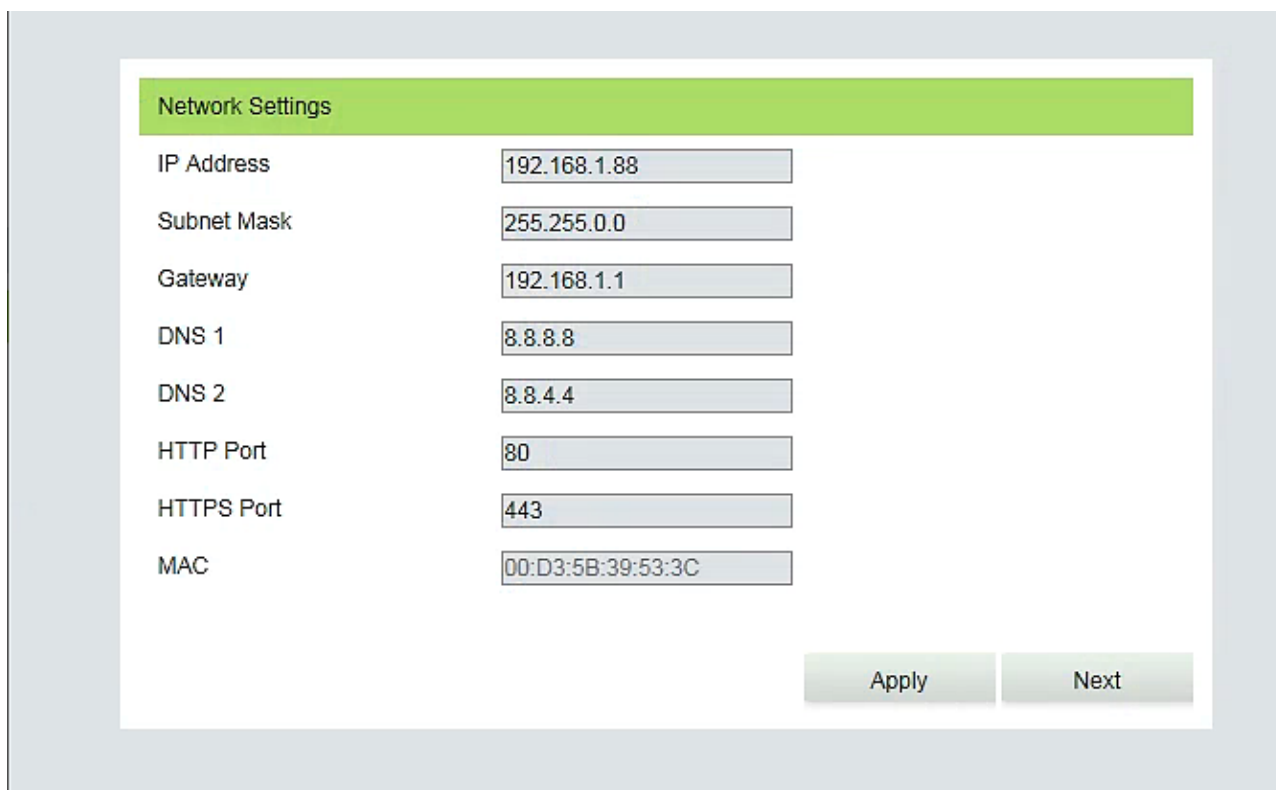 Network Settings
IP Address 192.168.1.88
Subnet Mask 255.255.0.0
Gateway 192.168.1.1
DNS 1 8.8.8.8
DNS 2 8.8.4.4
HTTP Port 80
HTTPS Port 443
MAC 00:D3:5B:39:53:3C
Apply Next